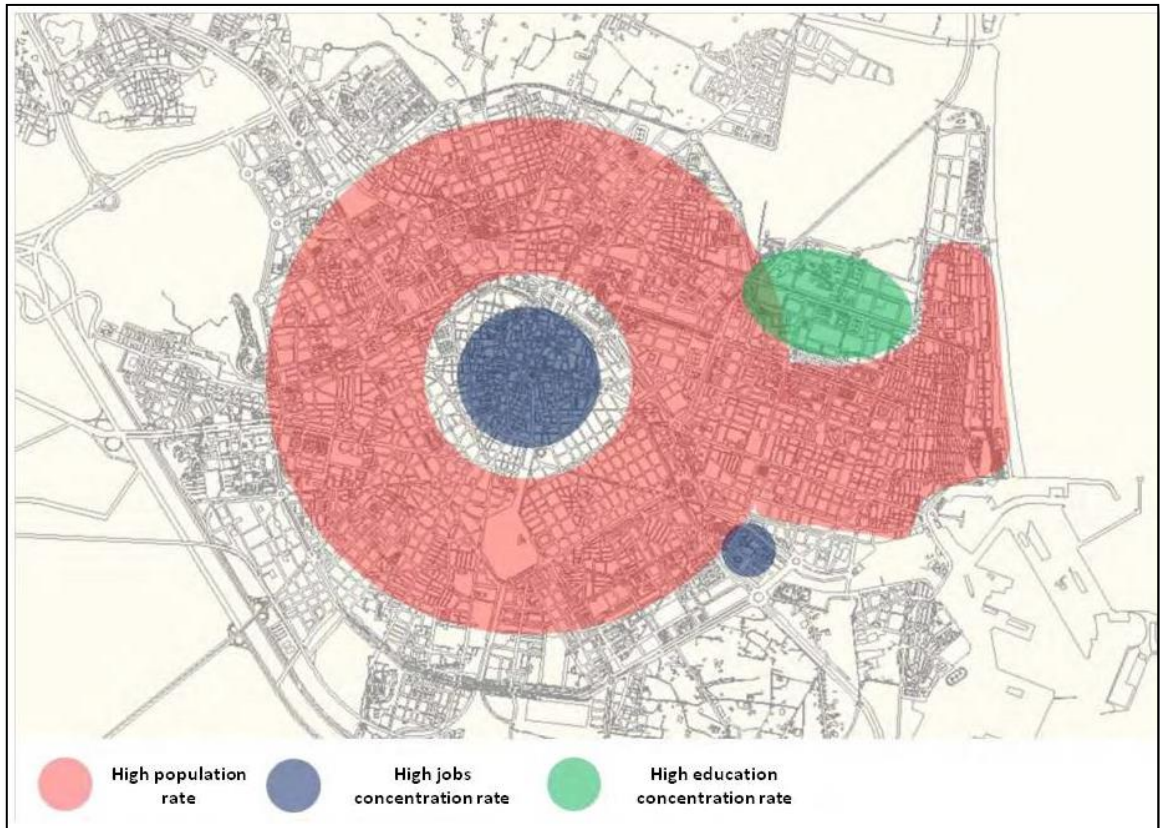 High population
rate
High jobs
concentration rate
High education
concentration rate